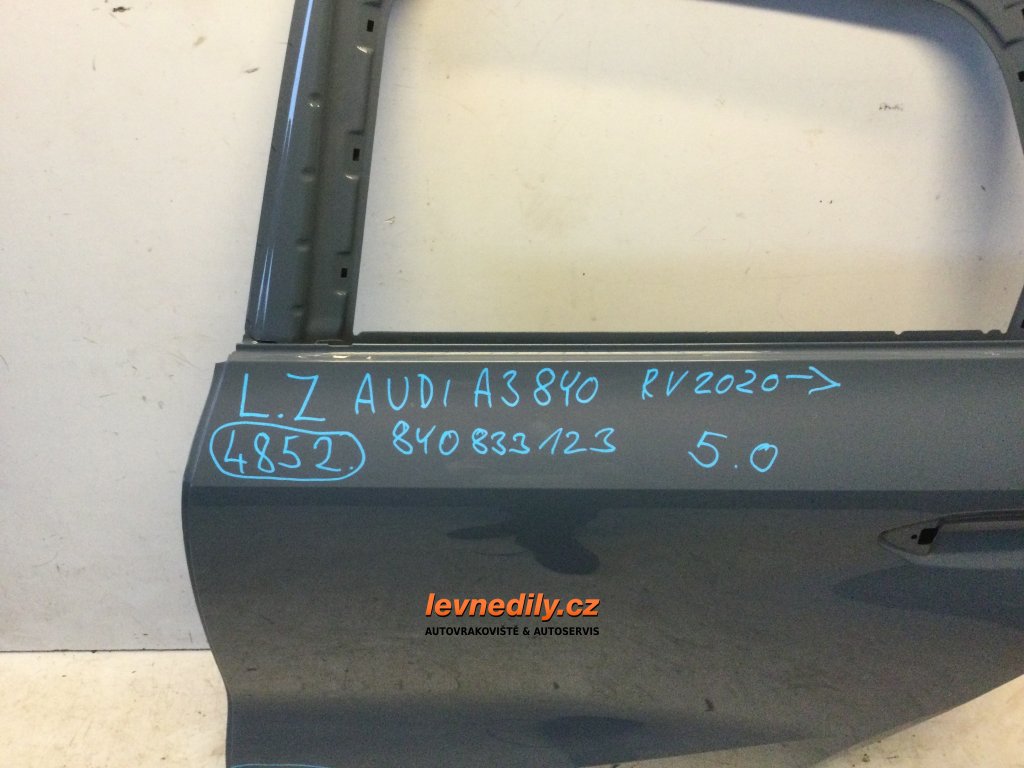 L.Z AUDI A3 840 RV2020->
4852. 840833123 5.0
levnedily.cz
AUTOVRAKOVIŠTĚ & AUTOSERVIS